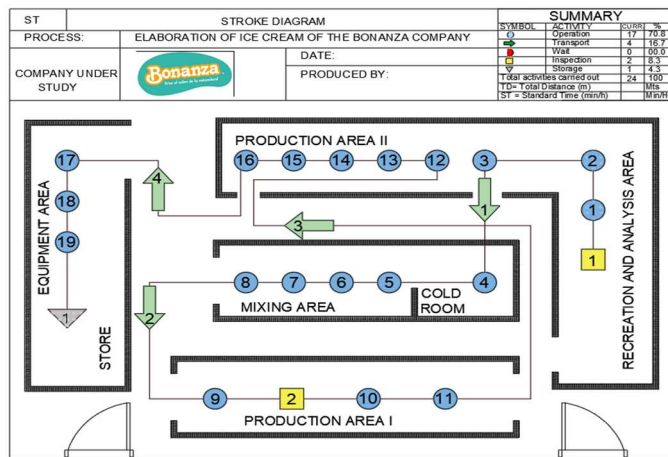 ST STROKE DIAGRAM
PROCESS: ELABORATION OF ICE CREAM OF THE BONANZA COMPANY
COMPANY UNDER STUDY
Bonanza
DATE:
PRODUCED BY:
SUMMARY
SYMBOL ACTIVITY CURR %
Operation 17 70.8
Transport 4 16.7
Wait 0 00.0
Inspection 2 8.3
Storage 1 4.3
Total activities carried out 24 100
TD= Total Distance (m) Mts
ST = Standard Time (min/h) Min/H
PRODUCTION AREA II
17 4 16 15 14 13 12 3 2
18 1 1
19 3 1
EQUIPMENT AREA
1
STORE
2
8 7 6 5 4
MIXING AREA
COLD ROOM
RECREATION AND ANALYSIS AREA
9 2 10 11
PRODUCTION AREA I